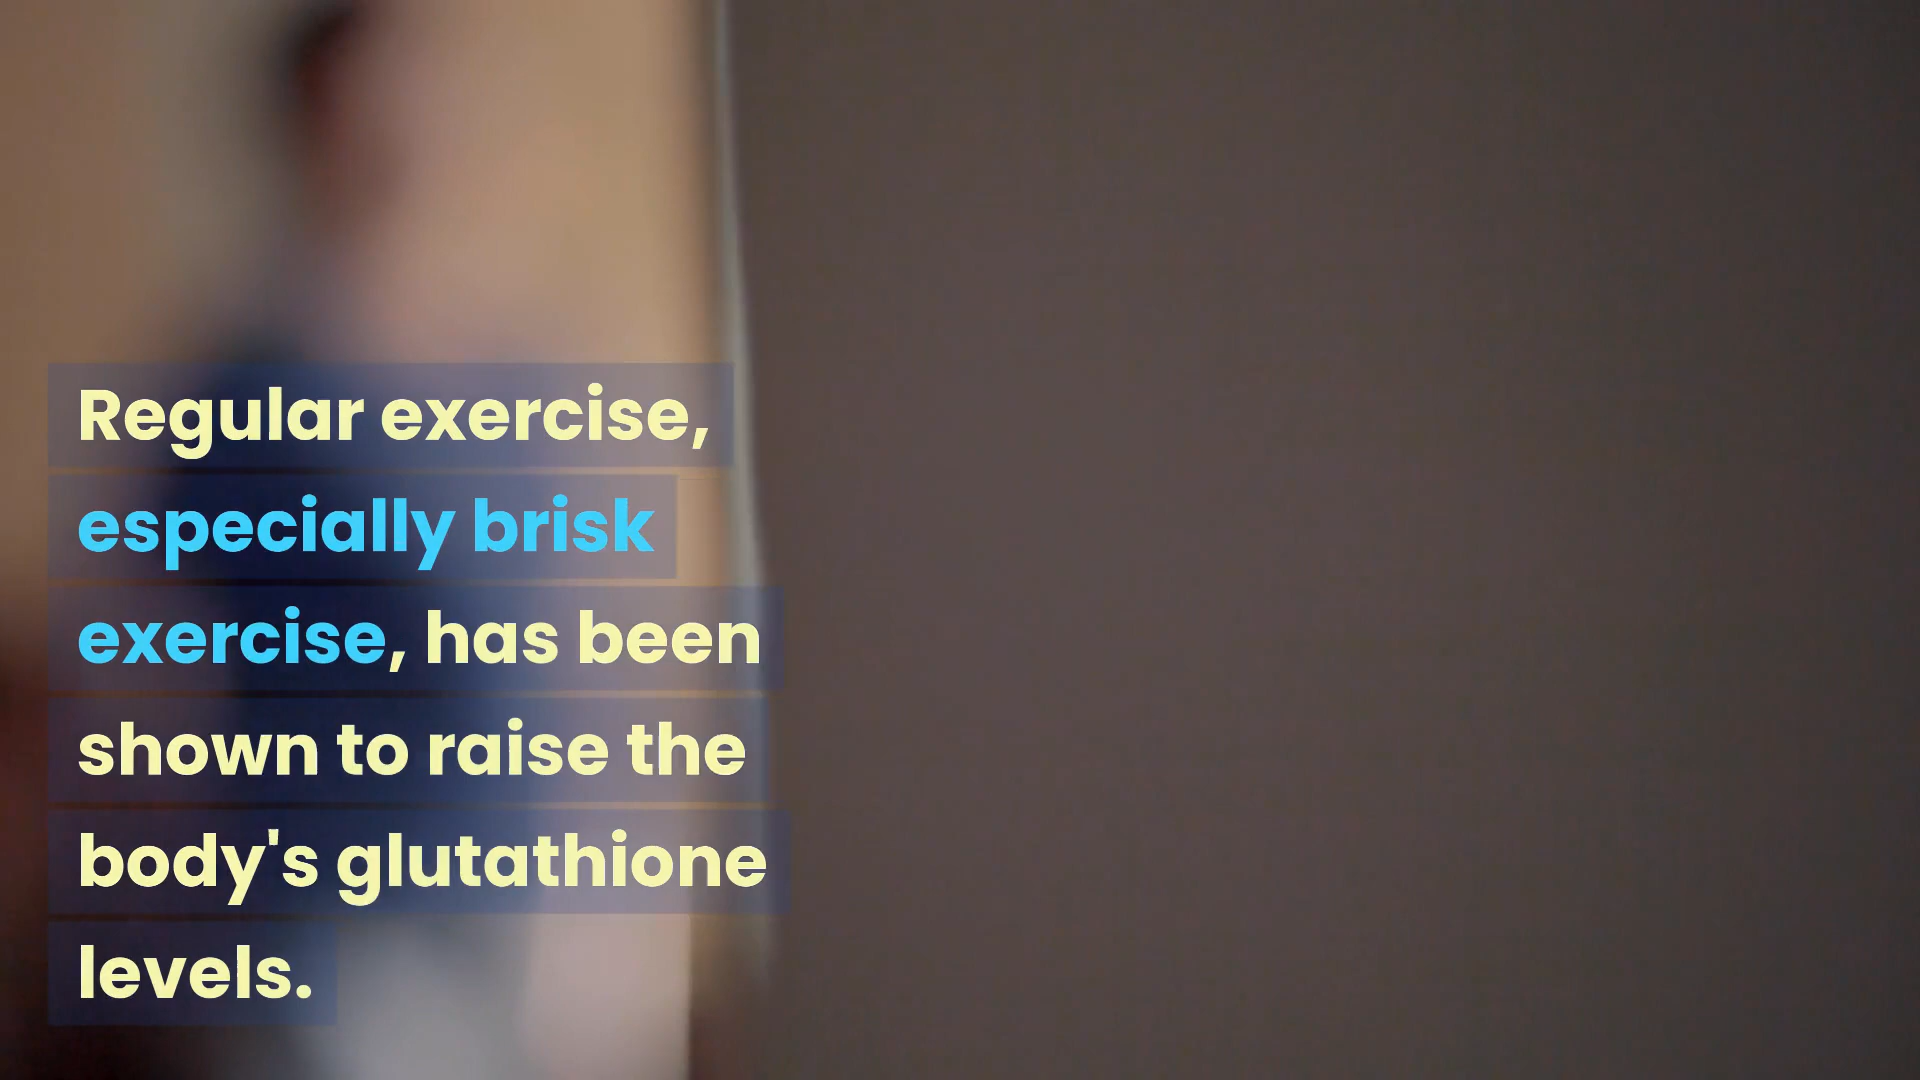 Regular exercise,
especially brisk
exercise, has been
shown to raise the
body's glutathione
levels.